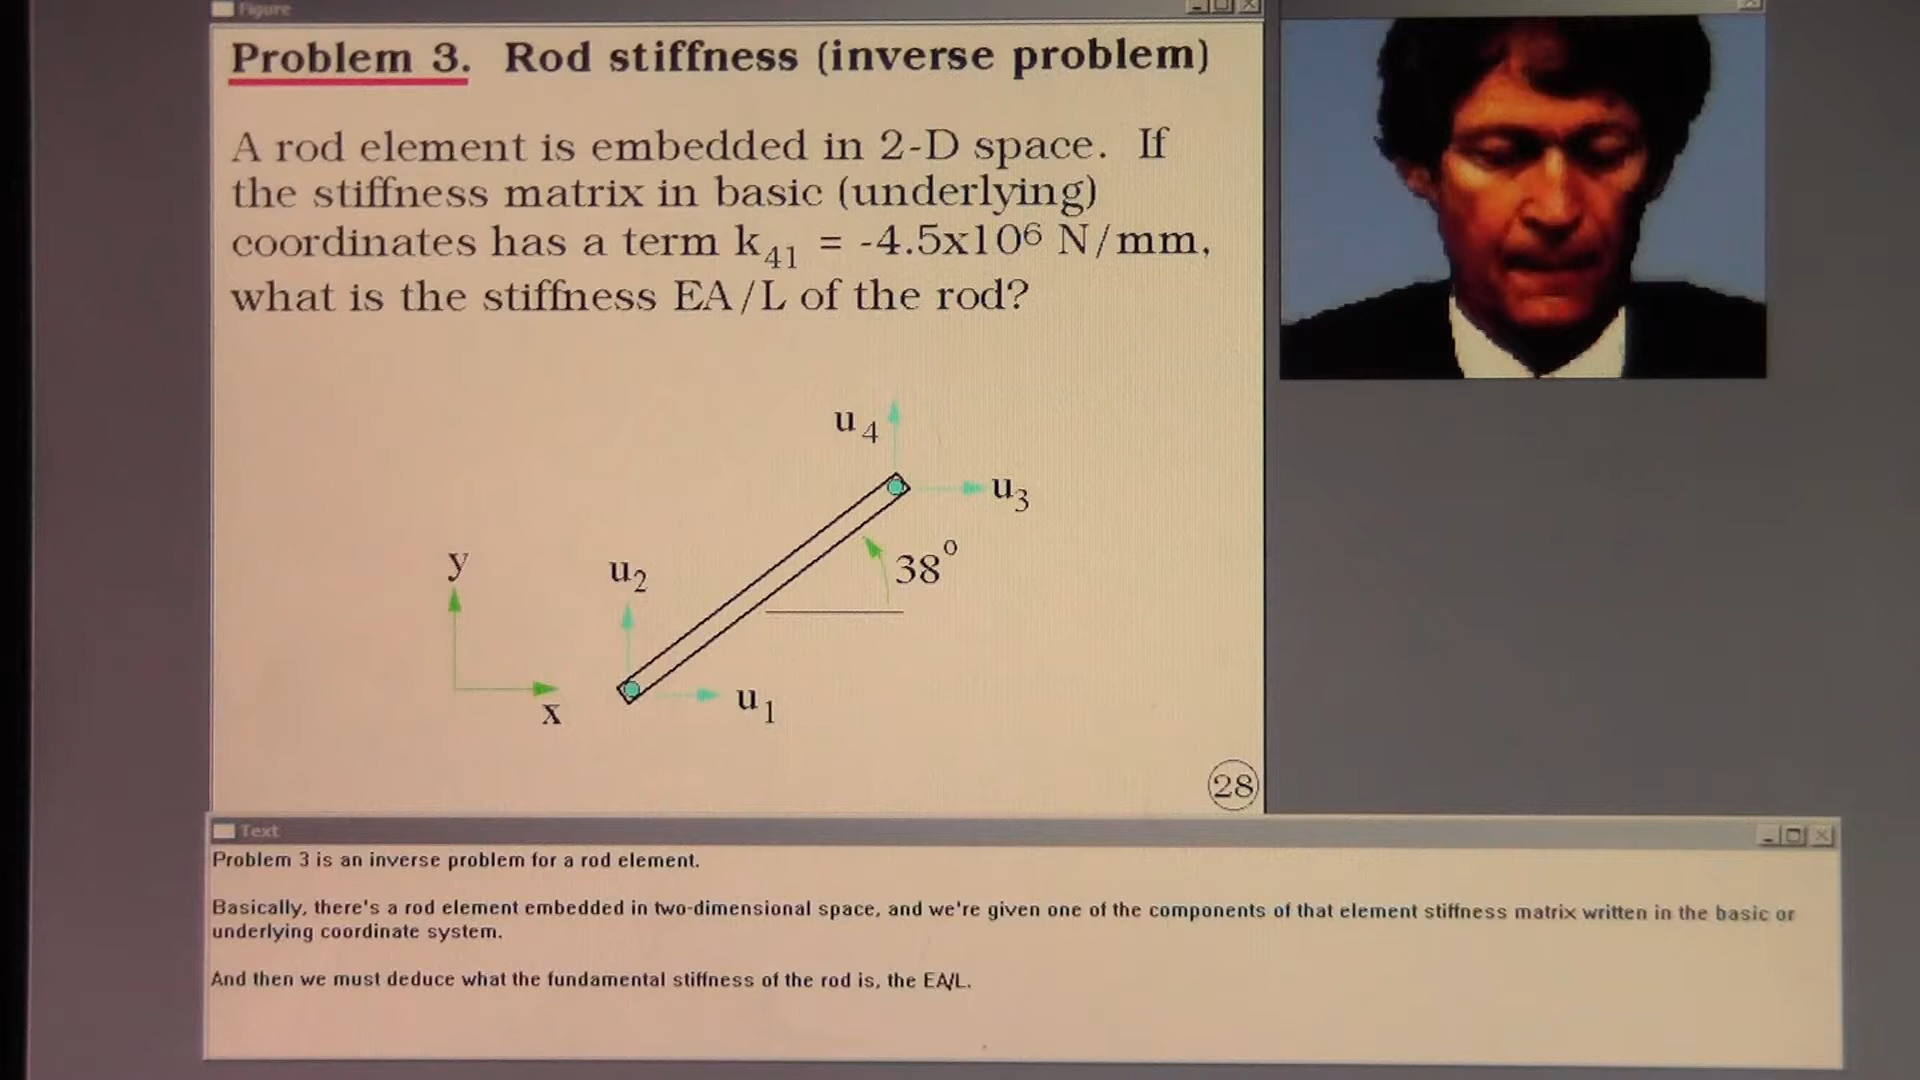 Figure
Problem 3. Rod stiffness (inverse problem)
A rod element is embedded in 2-D space. If
the stiffness matrix in basic (underlying)
coordinates has a term k41 = -4.5x10⁶ N/mm,
what is the stiffness EA/L of the rod?
u4
u3
38°
y
u2
x
u1
28
Text
Problem 3 is an inverse problem for a rod element.
Basically, there's a rod element embedded in two-dimensional space, and we're given one of the components of that element stiffness matrix written in the basic or
underlying coordinate system.
And then we must deduce what the fundamental stiffness of the rod is, the EA/L.